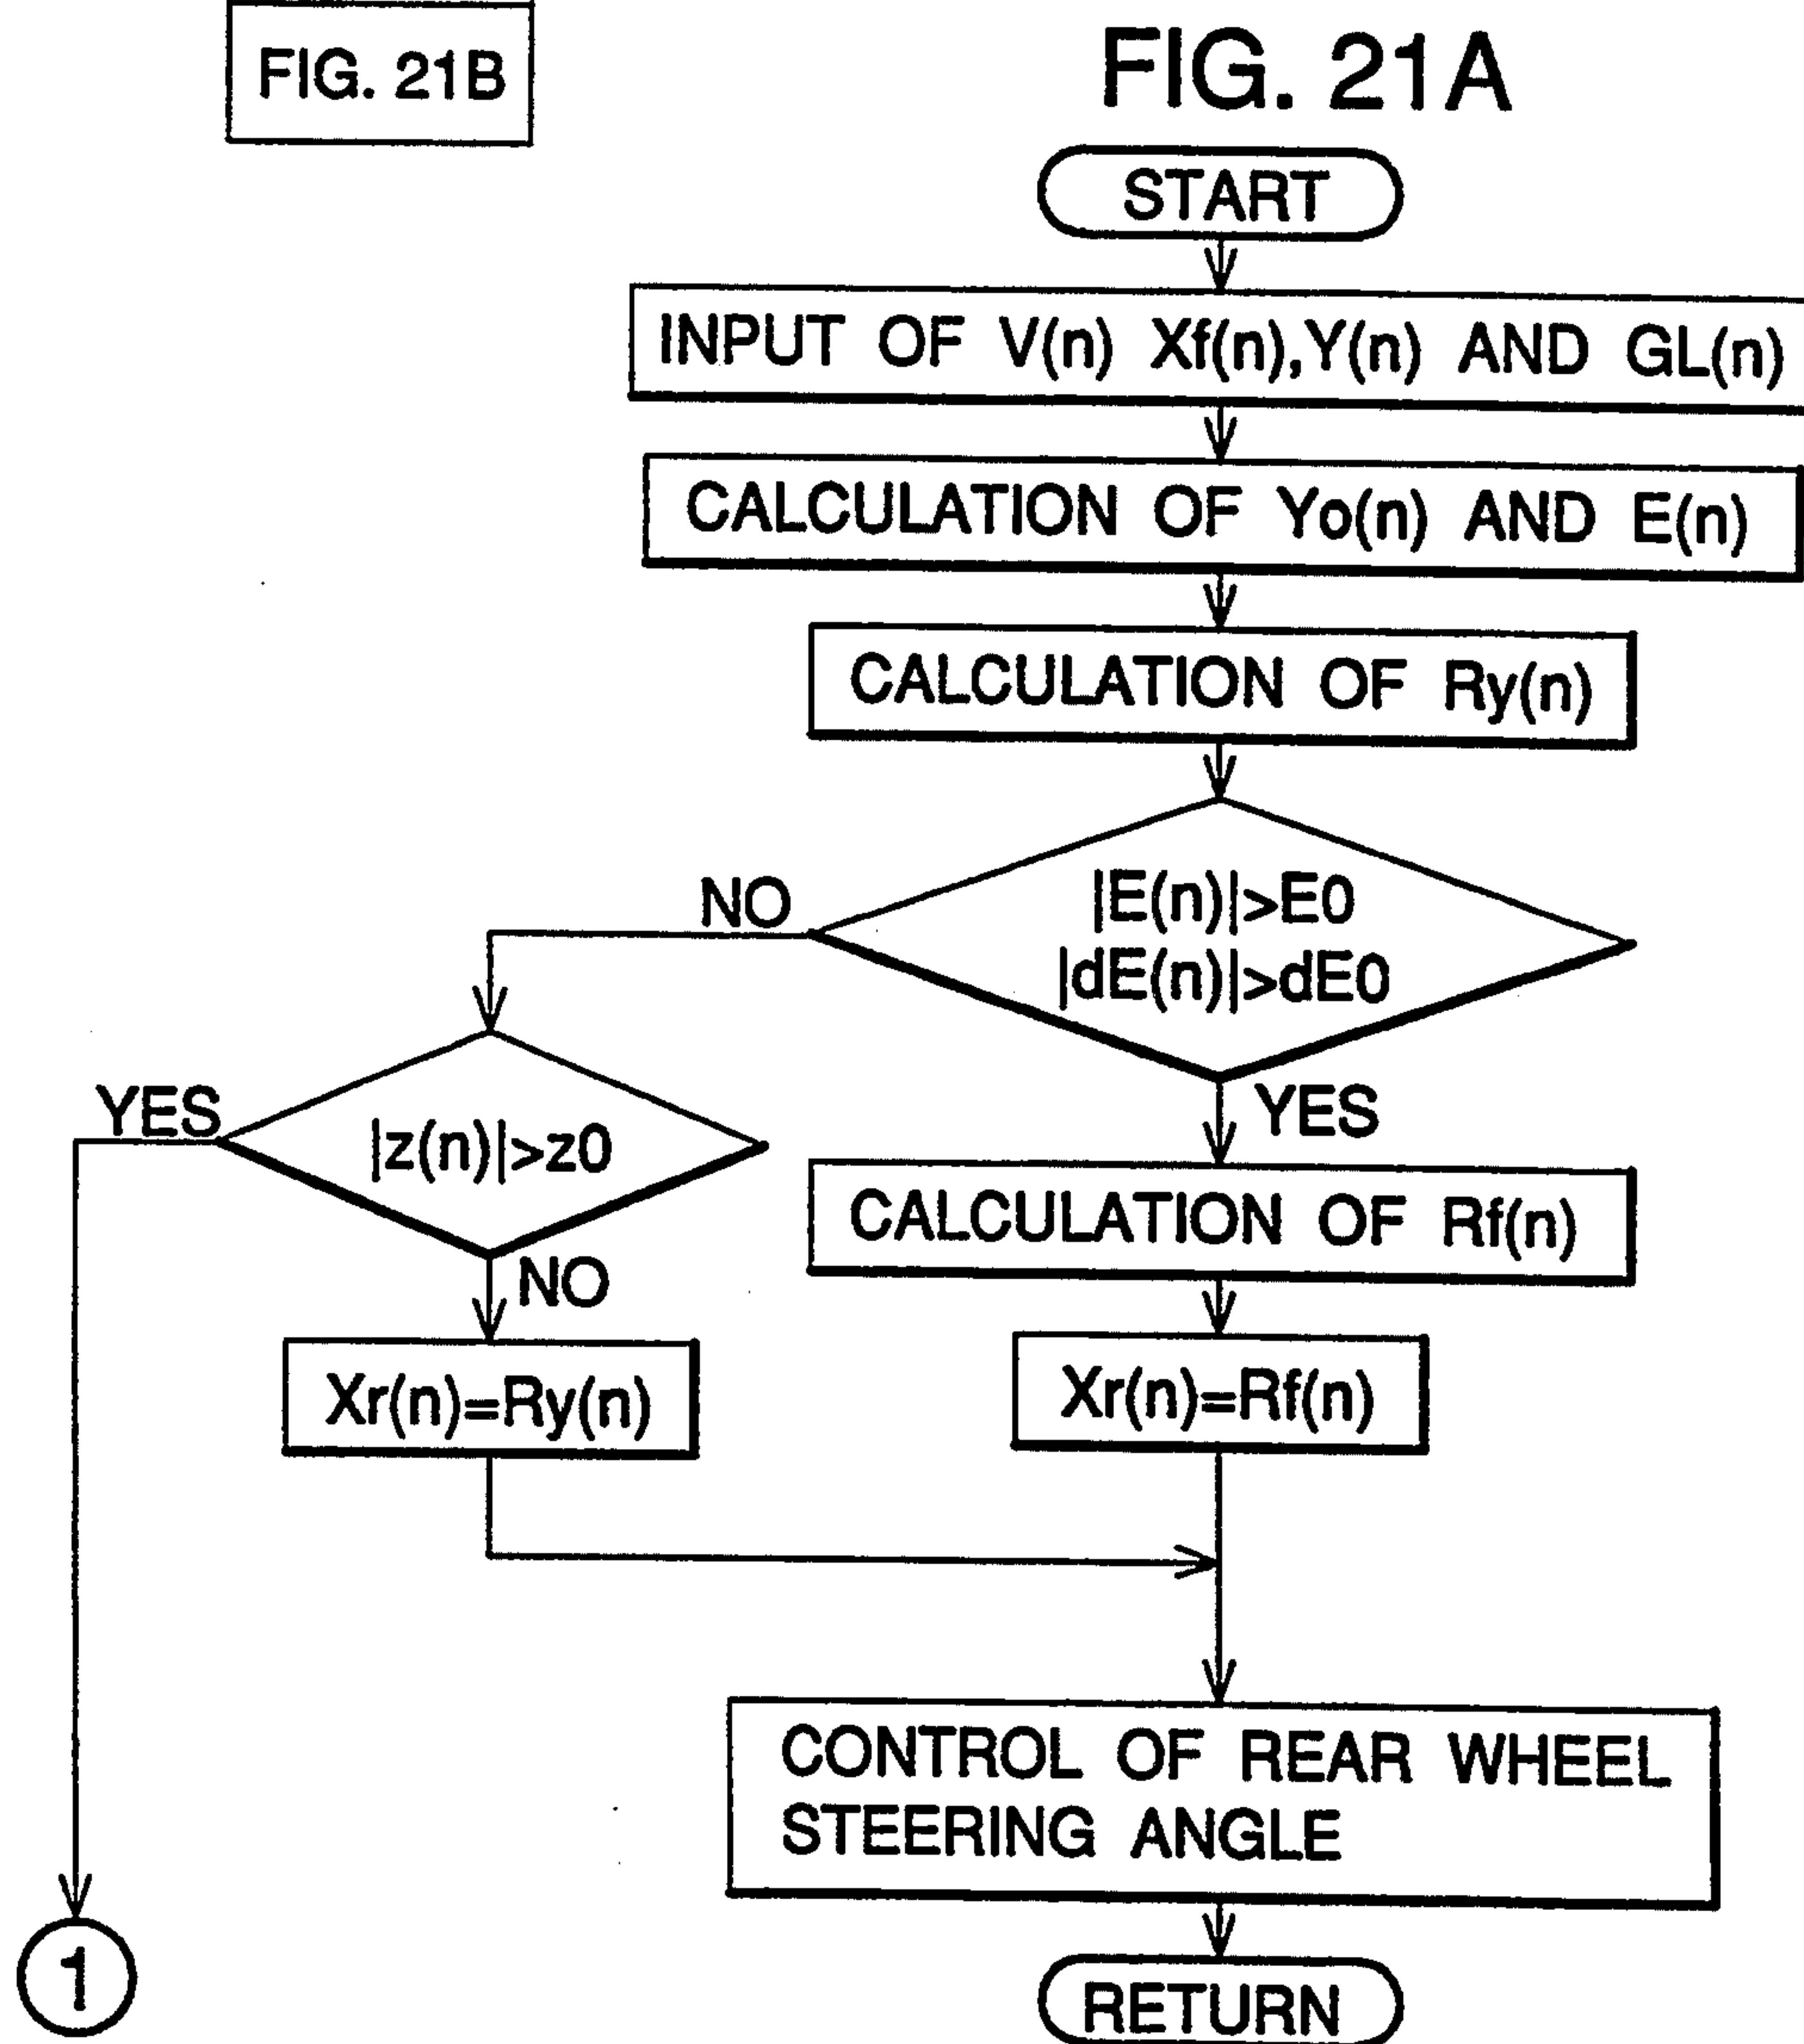 FIG. 21B
FIG. 21A
START
INPUT OF V(n) Xf(n),Y(n) AND GL(n)
CALCULATION OF Yo(n) AND E(n)
CALCULATION OF Ry(n)
|E(n)|>E0
|dE(n)|>dE0
NO
YES
|z(n)|>z0
YES
NO
CALCULATION OF Rf(n)
Xr(n)=Ry(n)
Xr(n)=Rf(n)
CONTROL OF REAR WHEEL
STEERING ANGLE
1
RETURN